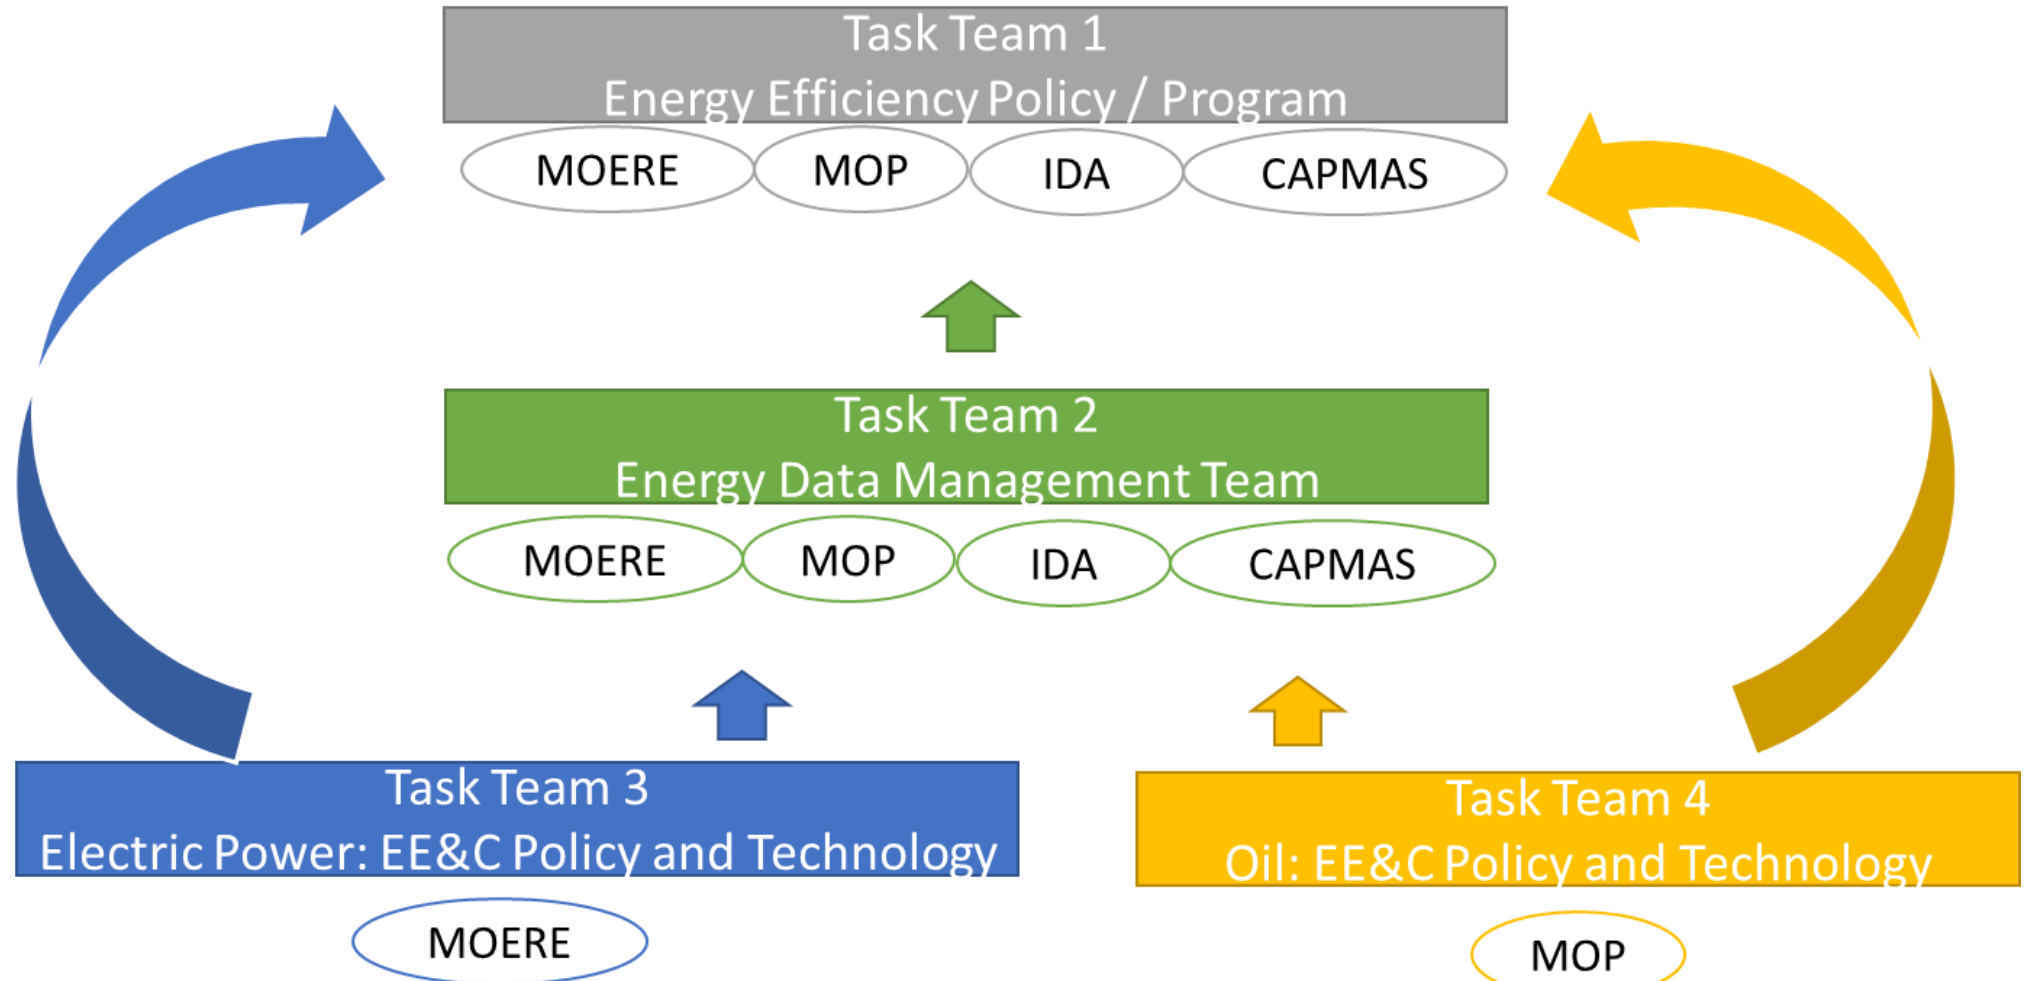 Task Team 1
Energy Efficiency Policy / Program
MOERE MOP IDA CAPMAS
Task Team 2
Energy Data Management Team
MOERE MOP IDA CAPMAS
Task Team 3
Electric Power: EE&C Policy and Technology
MOERE
Task Team 4
Oil: EE&C Policy and Technology
MOP